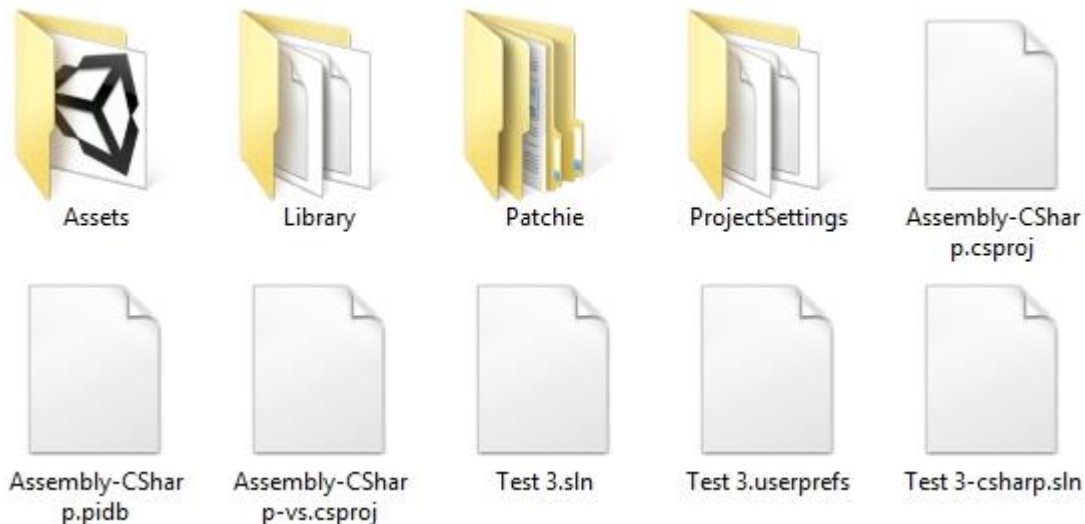 Assets
Library
Patchie
ProjectSettings
Assembly-CShar
p.csproj
Assembly-CShar
p.pidb
Assembly-CShar
p-vs.csproj
Test 3.sln
Test 3.userprefs
Test 3-csharp.sln